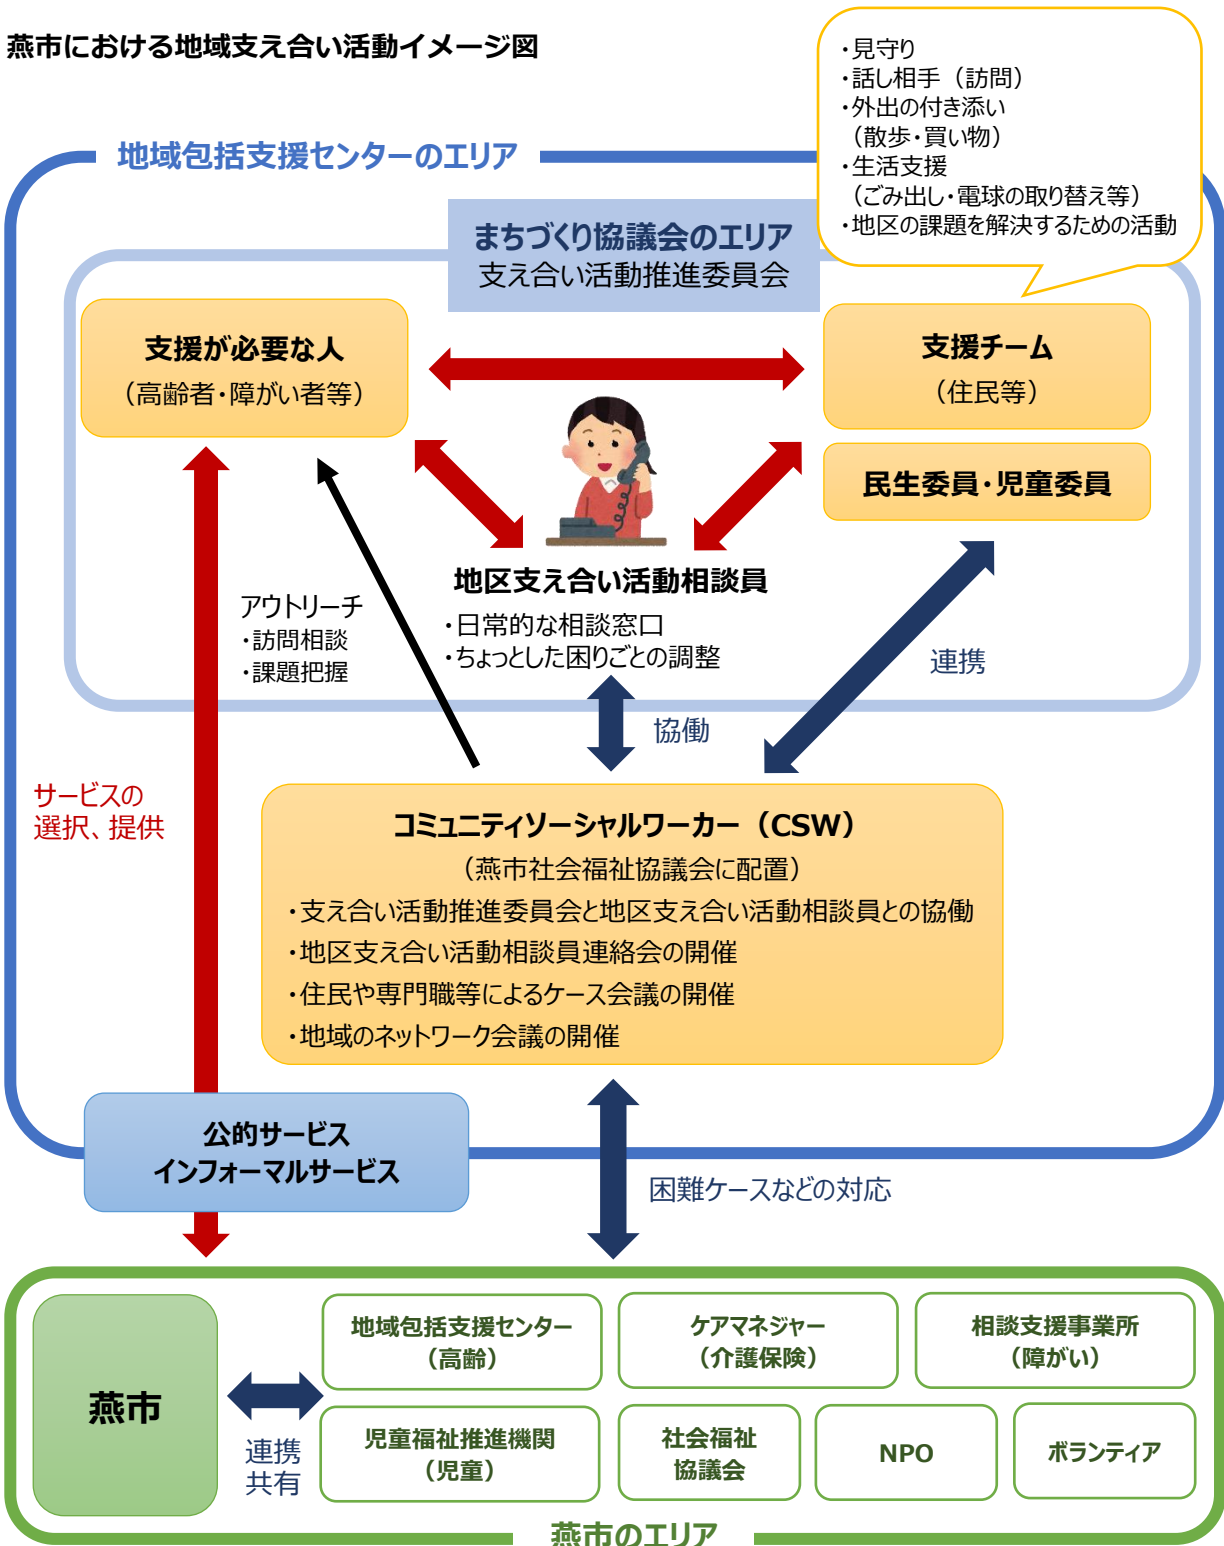 燕市における地域支え合い活動イメージ図
・見守り
・話し相手（訪問）
・外出の付き添い
（散歩・買い物）
・生活支援
（ごみ出し・電球の取り替え等）
・地区の課題を解決するための活動
地域包括支援センターのエリア
まちづくり協議会のエリア
支え合い活動推進委員会
支援が必要な人
（高齢者・障がい者等）
支援チーム
（住民等）
民生委員・児童委員
地区支え合い活動相談員
・日常的な相談窓口
・ちょっとした困りごとの調整
アウトリーチ
・訪問相談
・課題把握
連携
協働
サービスの
選択、提供
コミュニティソーシャルワーカー（CSW）
（燕市社会福祉協議会に配置）
・支え合い活動推進委員会と地区支え合い活動相談員との協働
・地区支え合い活動相談員連絡会の開催
・住民や専門職等によるケース会議の開催
・地域のネットワーク会議の開催
公的サービス
インフォーマルサービス
困難ケースなどの対応
燕市
連携
共有
地域包括支援センター
（高齢）
ケアマネジャー
（介護保険）
相談支援事業所
（障がい）
児童福祉推進機関
（児童）
社会福祉
協議会
NPO
ボランティア
燕市のエリア